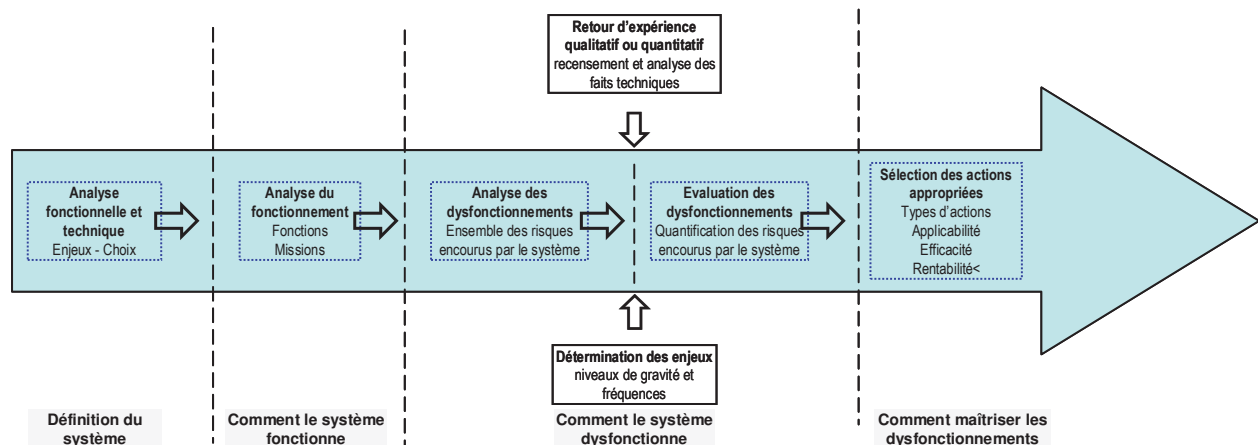 Retour d'expérience
qualitatif ou quantitatif
recensement et analyse des
faits techniques
Analyse
fonctionnelle et
technique
Enjeux - Choix
Analyse du
fonctionnement
Fonctions
Missions
Analyse des
dysfonctionnements
Ensemble des risques
encourus par le système
Evaluation des
dysfonctionnements
Quantification des risques
encourus par le système
Sélection des actions
appropriées
Types d'actions
Applicabilité
Efficacité
Rentabilité<
Détermination des enjeux
niveaux de gravité et
fréquences
Définition du
système
Comment le système
fonctionne
Comment le système
dysfonctionne
Comment maîtriser les
dysfonctionnements